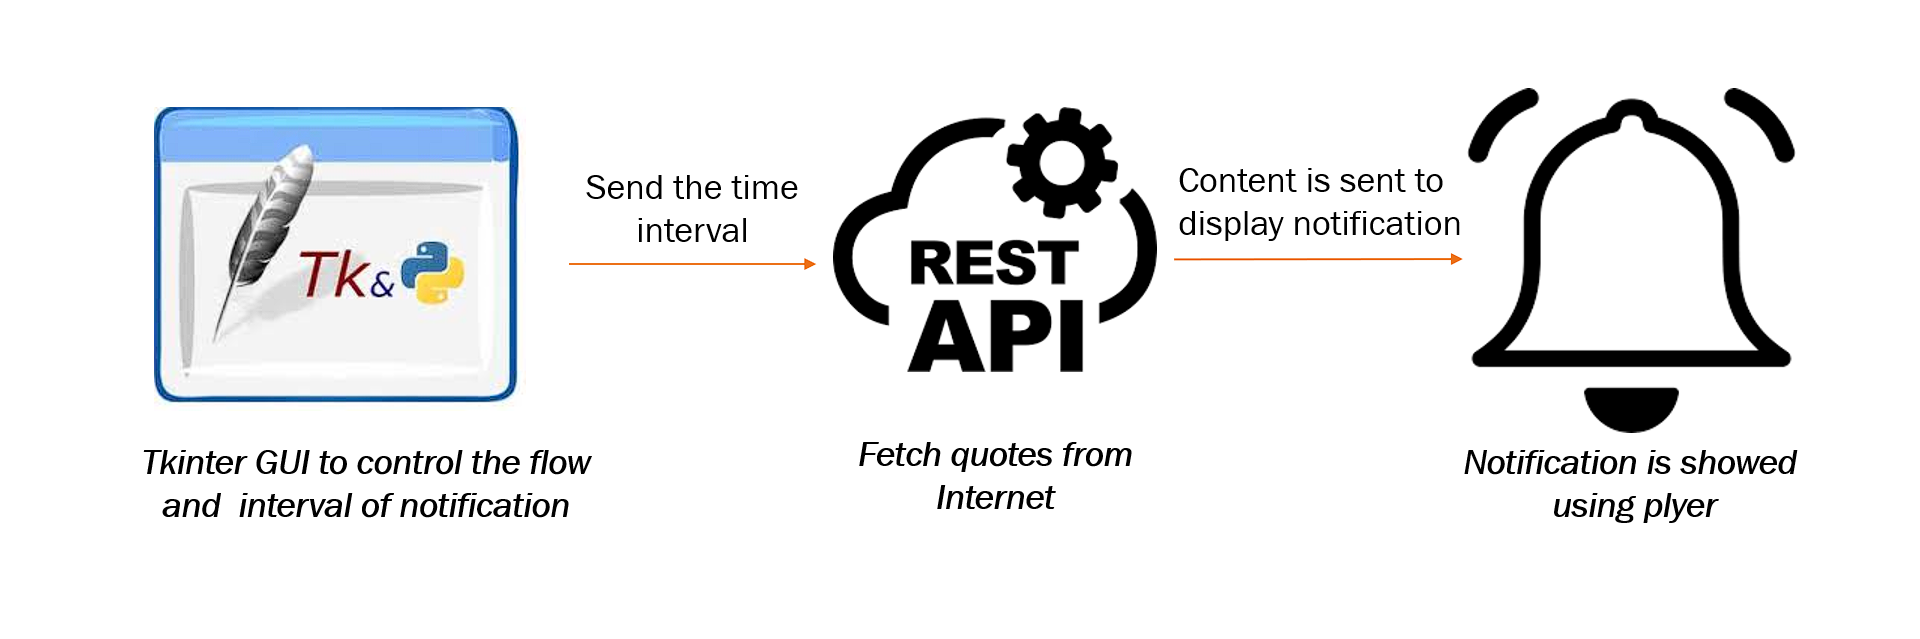 Tk & 
Send the time
interval
REST
API
Content is sent to
display notification
Tkinter GUI to control the flow
and  interval of notification
Fetch quotes from
Internet
Notification is showed
using plyer